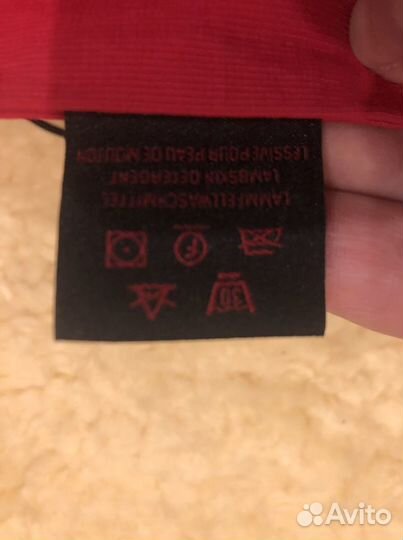 30
F
LAMMFELLWASCHMITTEL
LAMBSKIN DETERGENT
LESSIVE POUR PEAU DE MOUTON
Avito